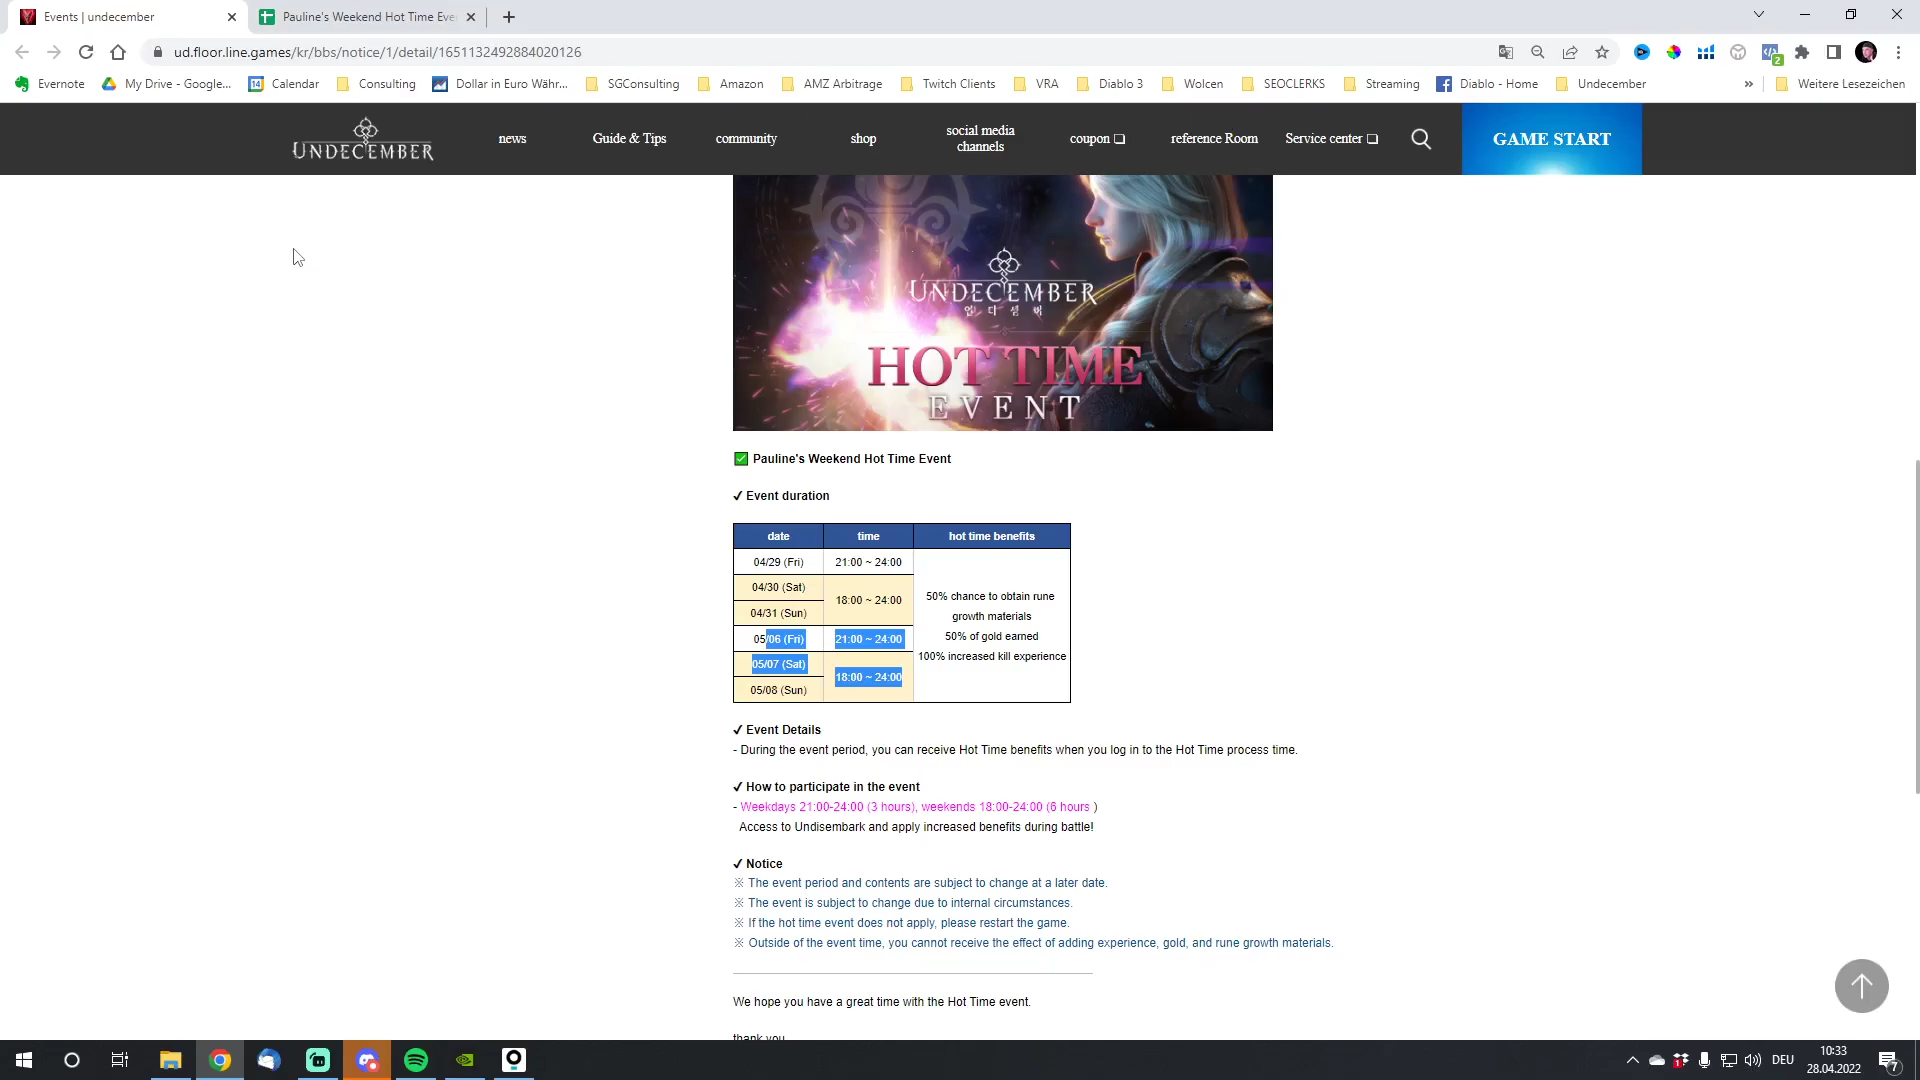 Events | undecember
Pauline's Weekend Hot Time Eve
ud.floor.line.games/kr/bbs/notice/1/detail/1651132492884020126
2
Evernote
My Drive - Google...
14
Calendar
Consulting
Dollar in Euro Währ...
SGConsulting
Amazon
AMZ Arbitrage
Twitch Clients
VRA
Diablo 3
Wolcen
SEOCLERKS
Streaming
Diablo - Home
Undecember
»
Weitere Lesezeichen
UNDECEMBER
news
Guide & Tips
community
shop
social media
channels
coupon ❏
reference Room
Service center ❏
GAME START
UNDECEMBER
언디셈버
HOT TIME
EVENT
✅ Pauline's Weekend Hot Time Event
✔ Event duration
date time hot time benefits
04/29 (Fri) 21:00 ~ 24:00
04/30 (Sat)
18:00 ~ 24:00
04/31 (Sun)
05/06 (Fri) 21:00 ~ 24:00
05/07 (Sat)
18:00 ~ 24:00
05/08 (Sun)
50% chance to obtain rune
growth materials
50% of gold earned
100% increased kill experience
✔ Event Details
- During the event period, you can receive Hot Time benefits when you log in to the Hot Time process time.
✔ How to participate in the event
- Weekdays 21:00-24:00 (3 hours), weekends 18:00-24:00 (6 hours )
Access to Undisembark and apply increased benefits during battle!
✔ Notice
※ The event period and contents are subject to change at a later date.
※ The event is subject to change due to internal circumstances.
※ If the hot time event does not apply, please restart the game.
※ Outside of the event time, you cannot receive the effect of adding experience, gold, and rune growth materials.
We hope you have a great time with the Hot Time event.
thank you
1
DEU
10:33
28.04.2022
7